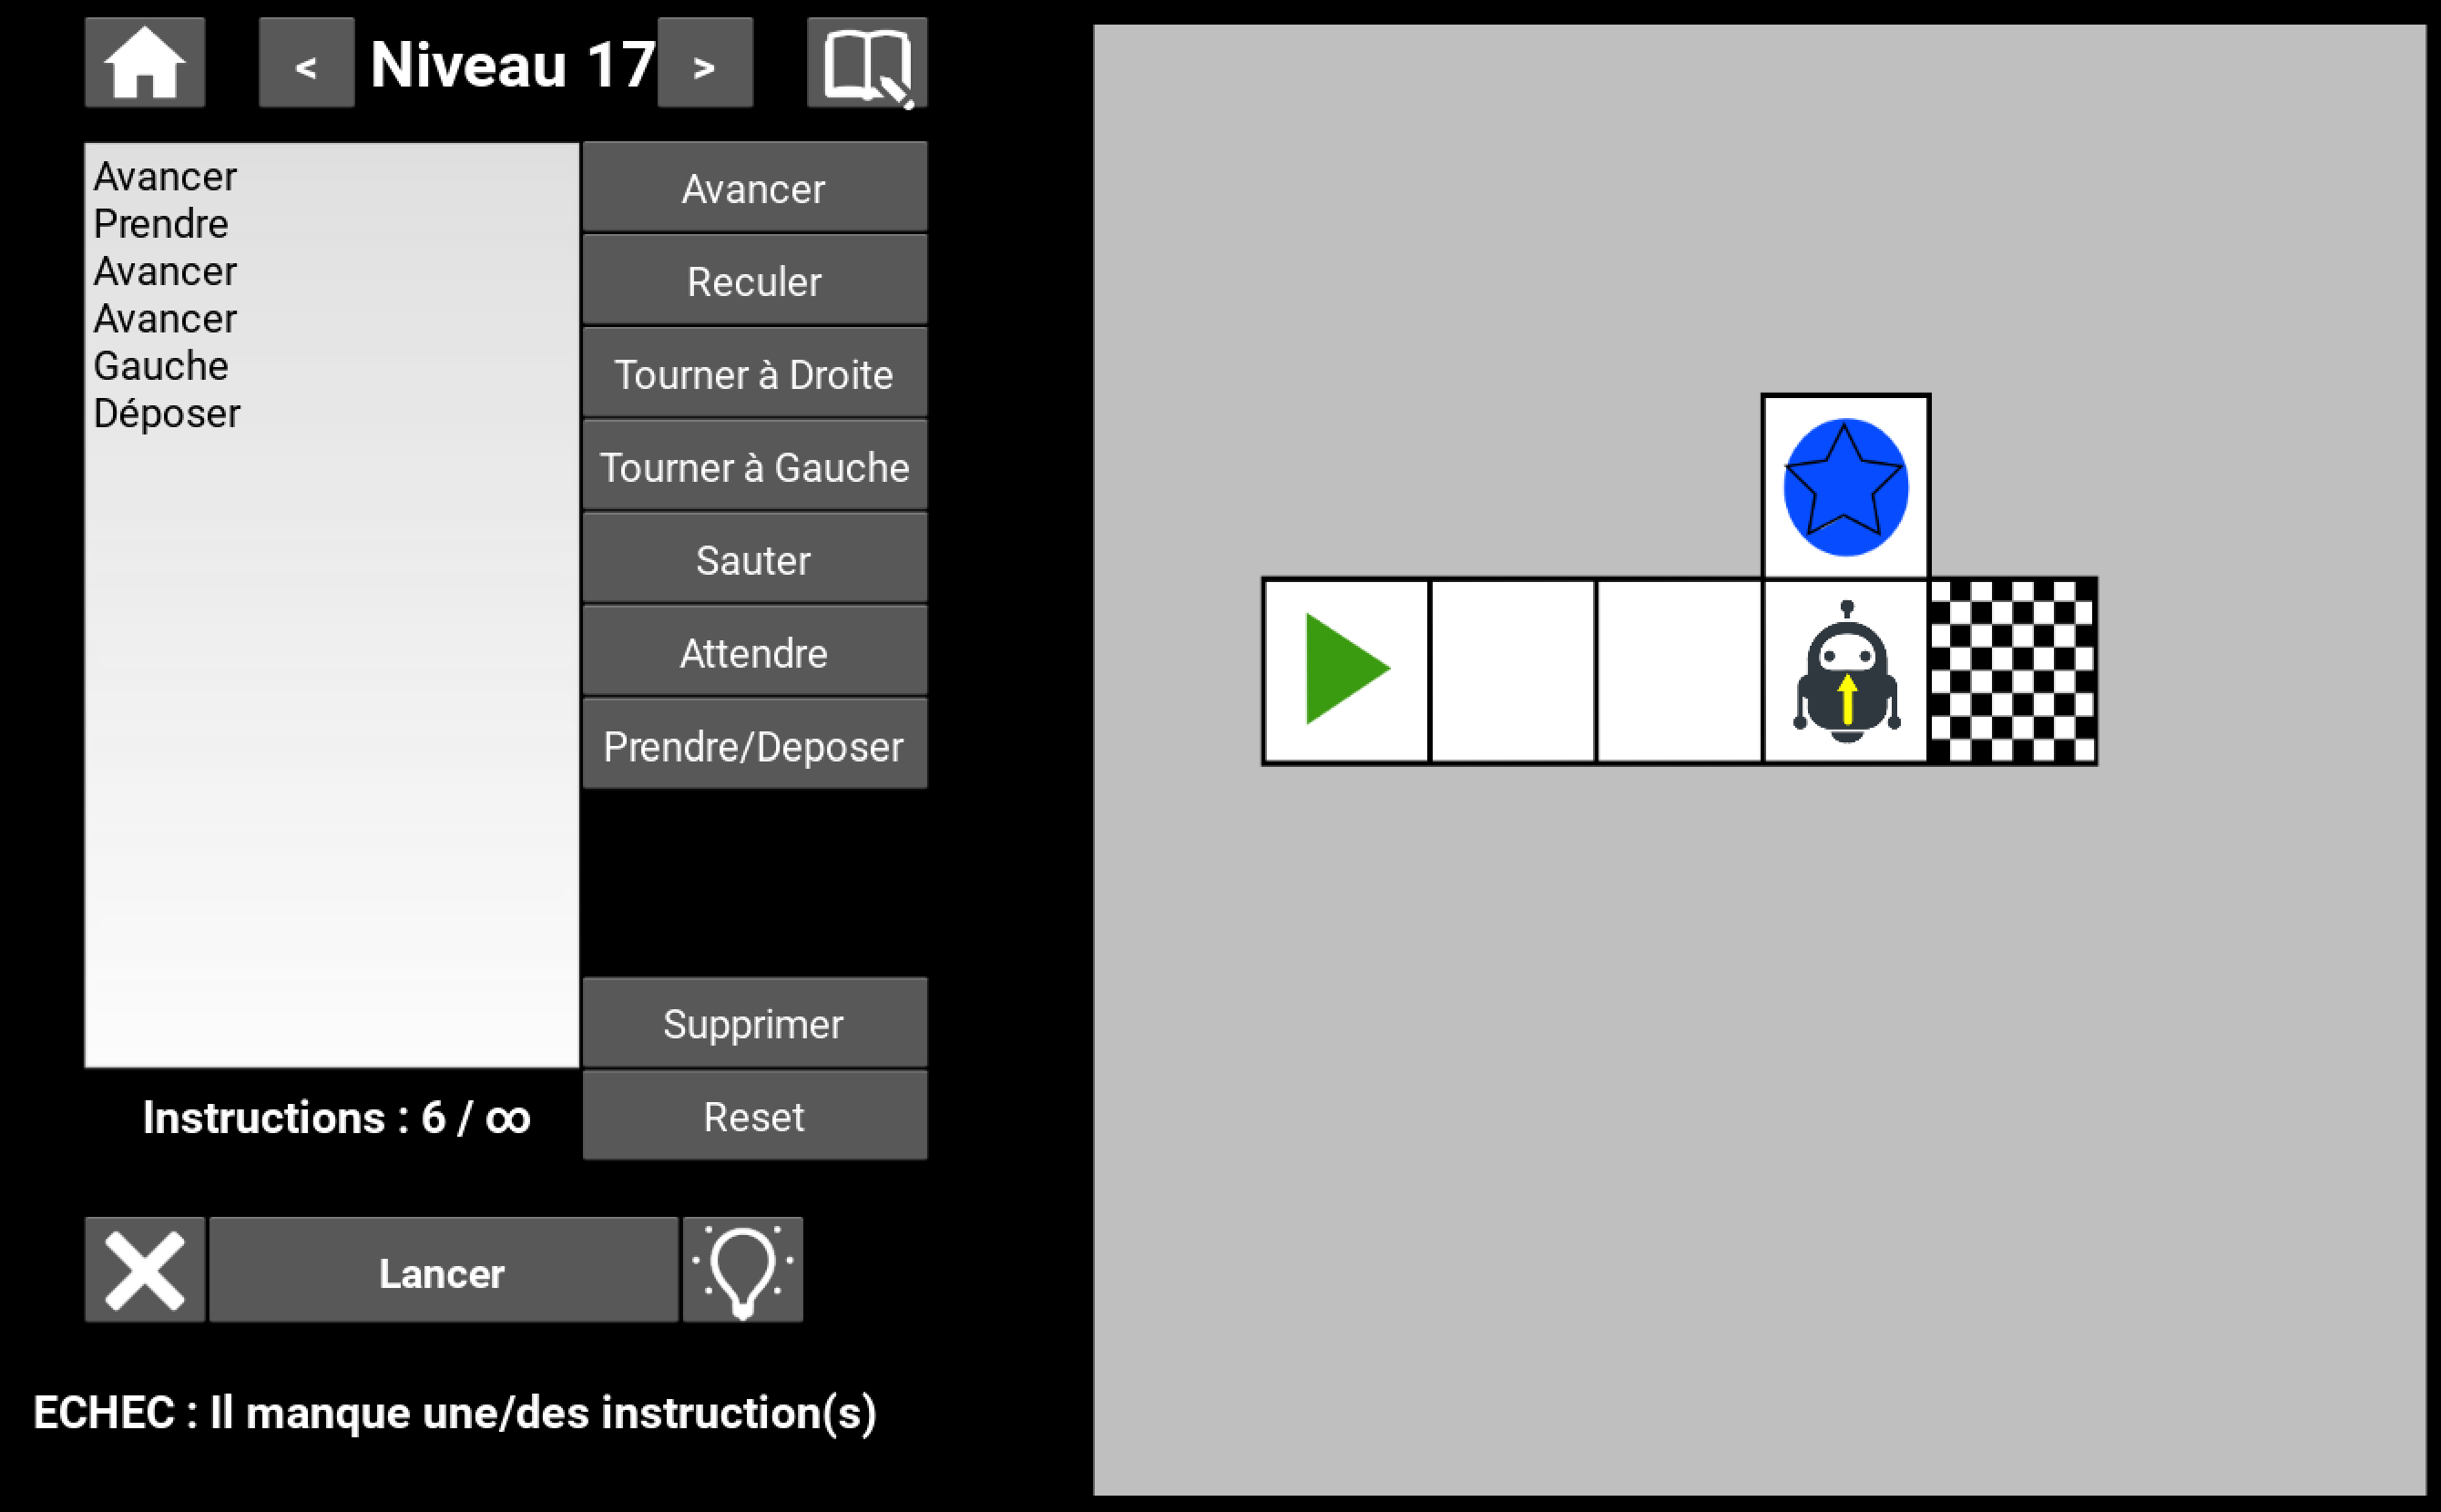 < Niveau 17 >
Avancer
Prendre
Avancer
Avancer
Gauche
Déposer
Avancer
Reculer
Tourner à Droite
Tourner à Gauche
Sauter
Attendre
Prendre/Deposer
Supprimer
Reset
Instructions : 6 / ∞
Lancer
ECHEC : Il manque une/des instruction(s)